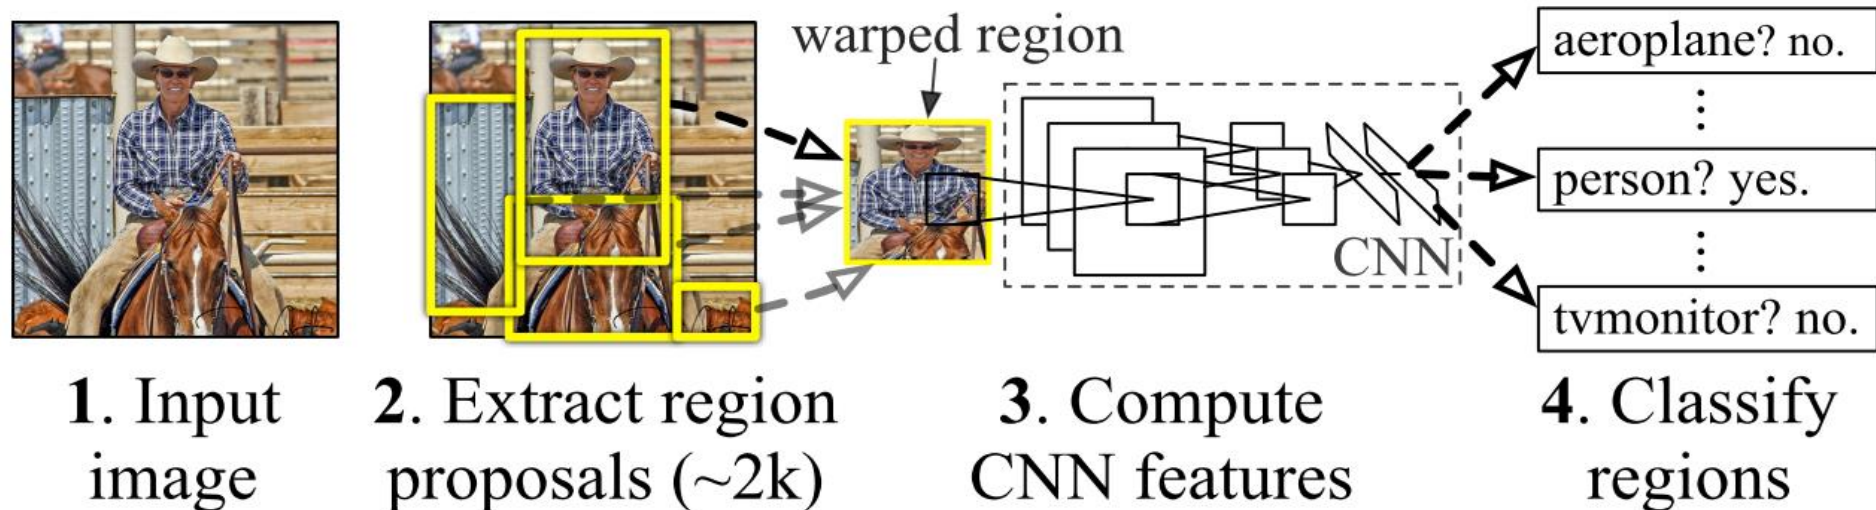 warped region
aeroplane? no.
⋮
person? yes.
CNN
⋮
tvmonitor? no.
1. Input
image
2. Extract region
proposals (~2k)
3. Compute
CNN features
4. Classify
regions